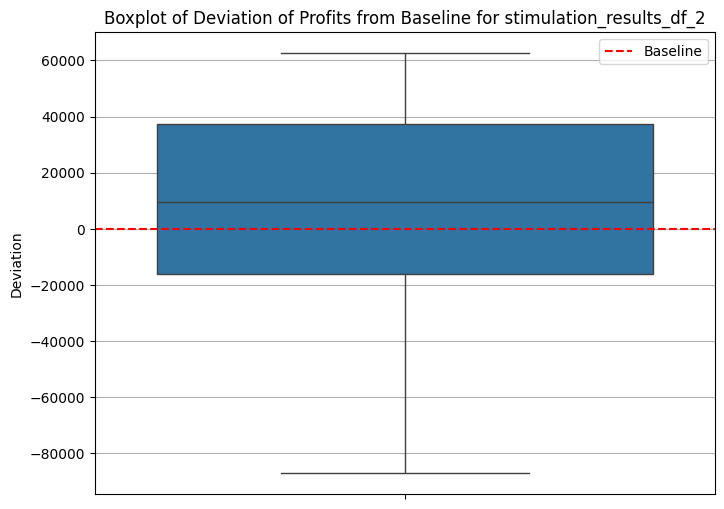 Boxplot of Deviation of Profits from Baseline for stimulation_results_df_2
Baseline
60000
40000
20000
0
−20000
−40000
−60000
−80000
Deviation